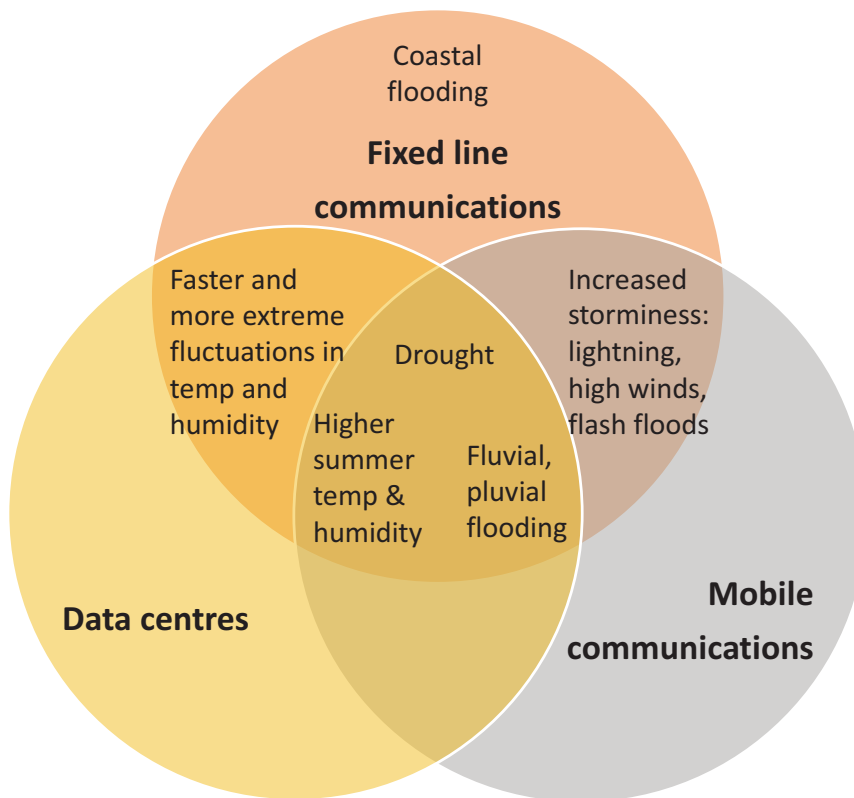 Coastal
flooding
Fixed line
communications
Faster and
more extreme
fluctuations in
temp and
humidity
Increased
storminess:
lightning,
high winds,
flash floods
Drought
Higher
summer
temp &
humidity
Fluvial,
pluvial
flooding
Data centres
Mobile
communications